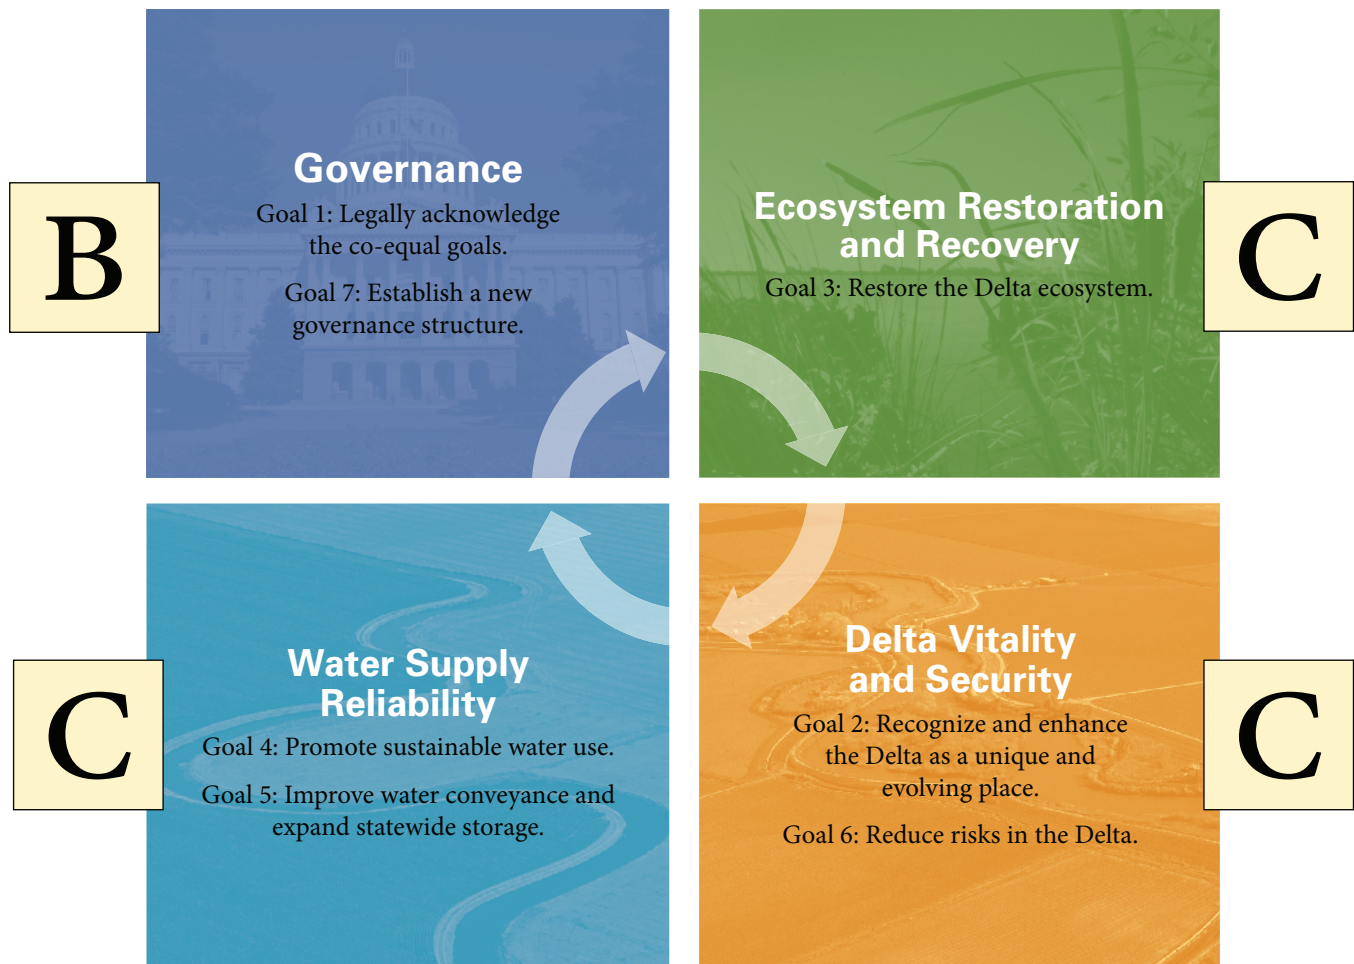 B
Governance
Goal 1: Legally acknowledge
the co-equal goals.
Goal 7: Establish a new
governance structure.
Ecosystem Restoration
and Recovery
Goal 3: Restore the Delta ecosystem.
C
C
Water Supply
Reliability
Goal 4: Promote sustainable water use.
Goal 5: Improve water conveyance and
expand statewide storage.
Delta Vitality
and Security
Goal 2: Recognize and enhance
the Delta as a unique and
evolving place.
Goal 6: Reduce risks in the Delta.
C